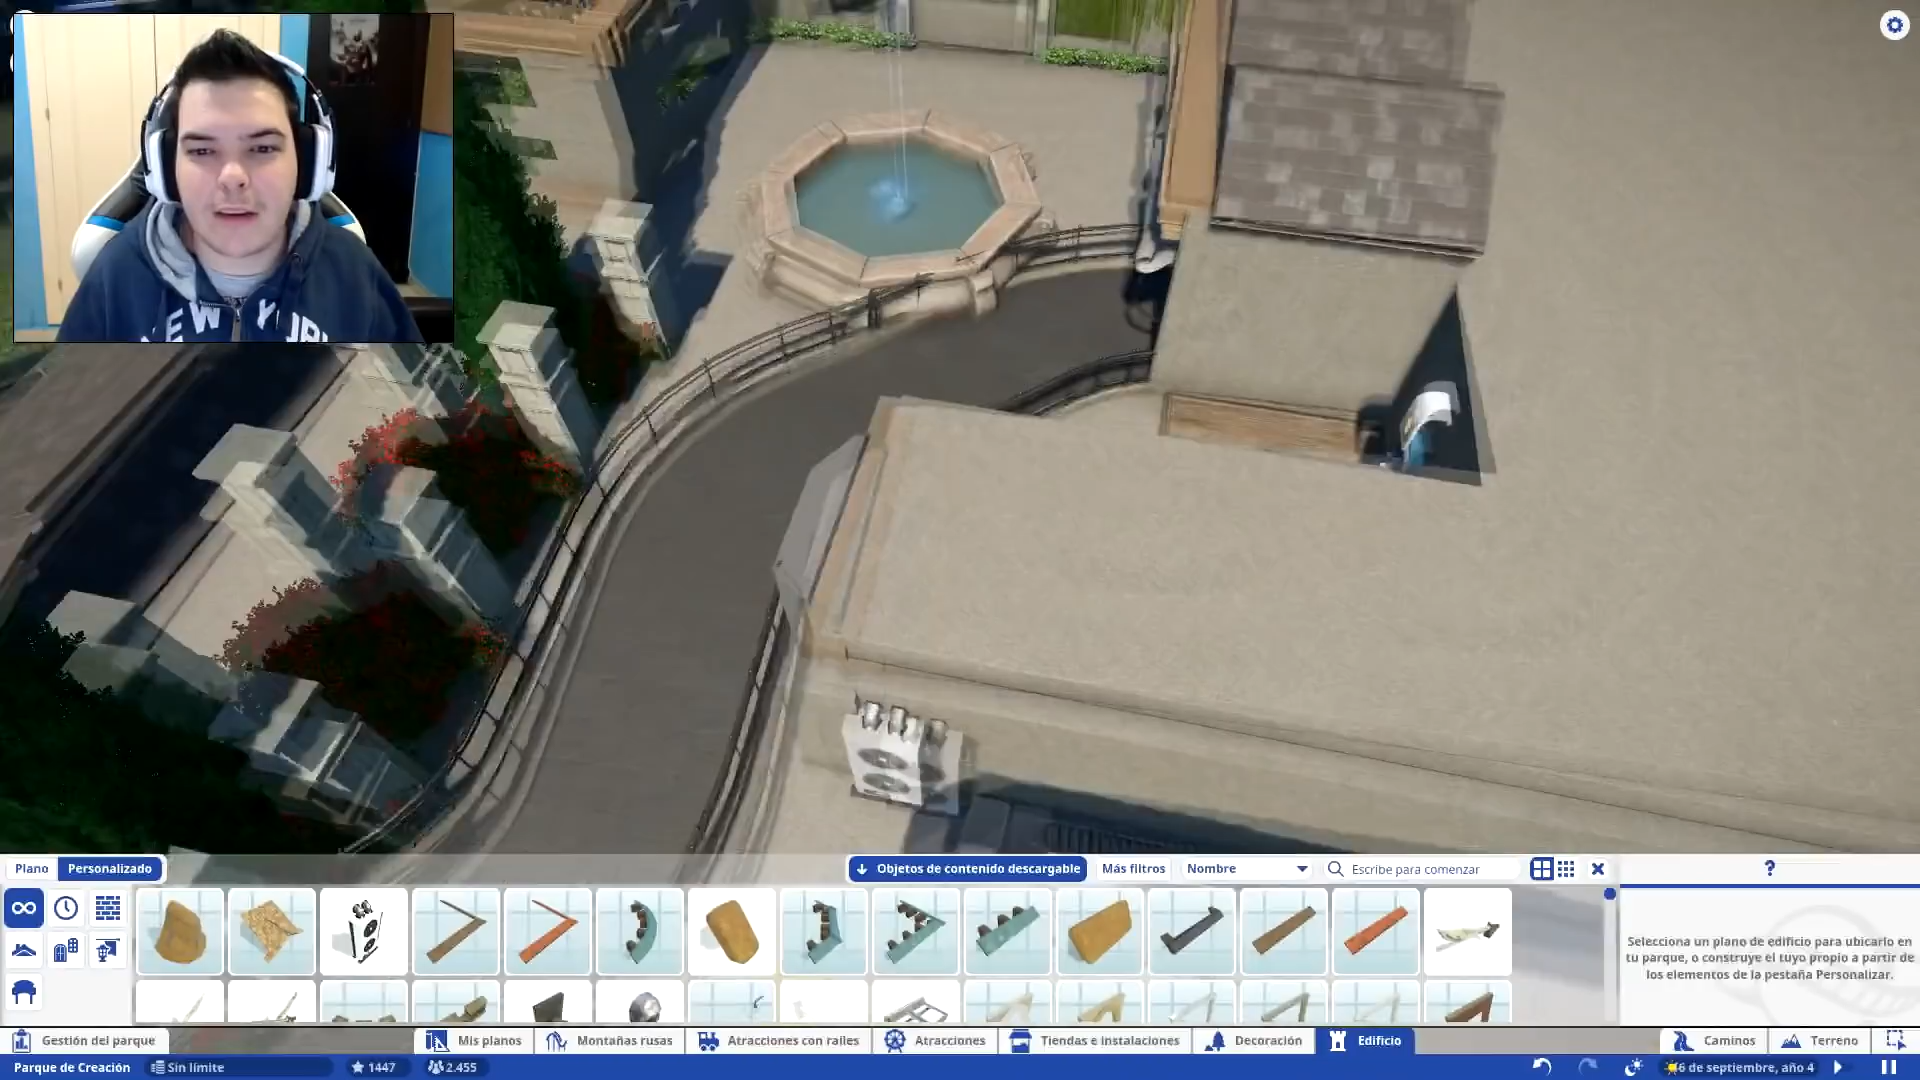 Plano
Personalizado
Objetos de contenido descargable
Más filtros
Nombre
Escribe para comenzar
?
Selecciona un plano de edificio para ubicarlo en
tu parque, o construye el tuyo propio a partir de
los elementos de la pestaña Personalizar.
Gestión del parque
Mis planos
Montañas rusas
Atracciones con raíles
Atracciones
Tiendas e instalaciones
Decoración
Edificio
Caminos
Terreno
Parque de Creación
Sin límite
1447
2.455
6 de septiembre, año 4